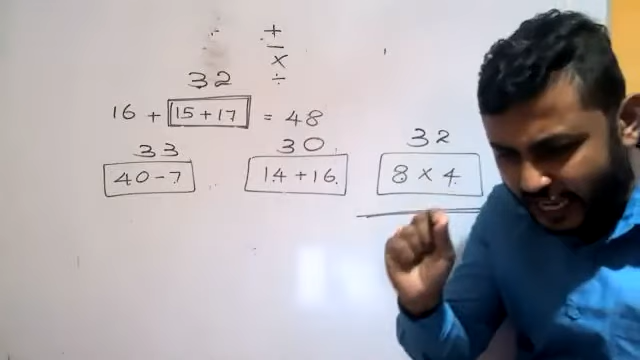 +
−
×
÷
32
16 + 15 + 17 = 48
33 30 32
40 - 7 14 + 16 8 × 4